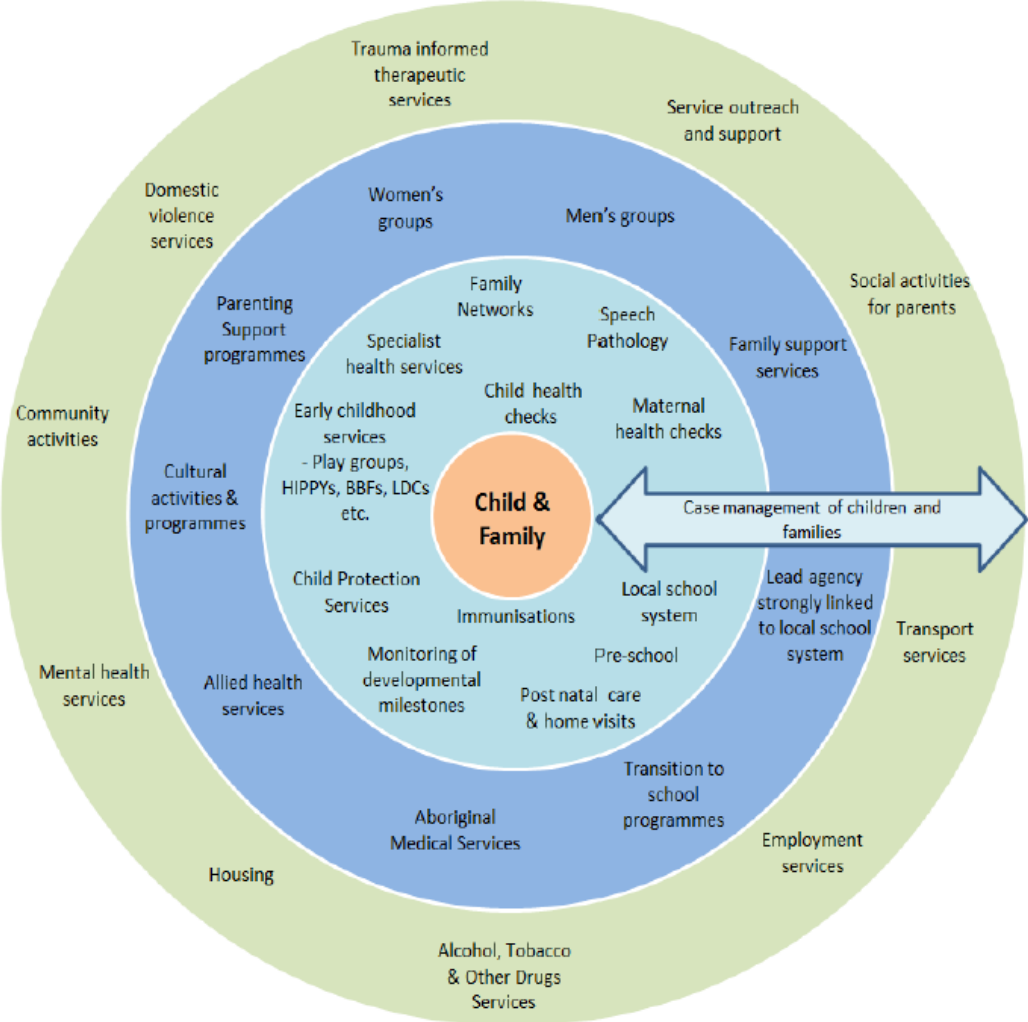 Trauma informed
therapeutic
services
Service outreach
and support
Domestic
violence
services
Women's
groups
Men's groups
Social activities
for parents
Parenting
Support
programmes
Family
Networks
Speech
Pathology
Specialist
health services
Family support
services
Child health
checks
Maternal
health checks
Community
activities
Early childhood
services
- Play groups,
HIPPYs, BBFs, LDCs
etc.
Cultural
activities &
programmes
Child &
Family
Case management of children and
families
Child Protection
Services
Immunisations
Local school
system
Lead agency
strongly linked
to local school
system
Transport
services
Mental health
services
Allied health
services
Monitoring of
developmental
milestones
Pre-school
Post natal care
& home visits
Transition to
school
programmes
Aboriginal
Medical Services
Employment
services
Housing
Alcohol, Tobacco
& Other Drugs
Services